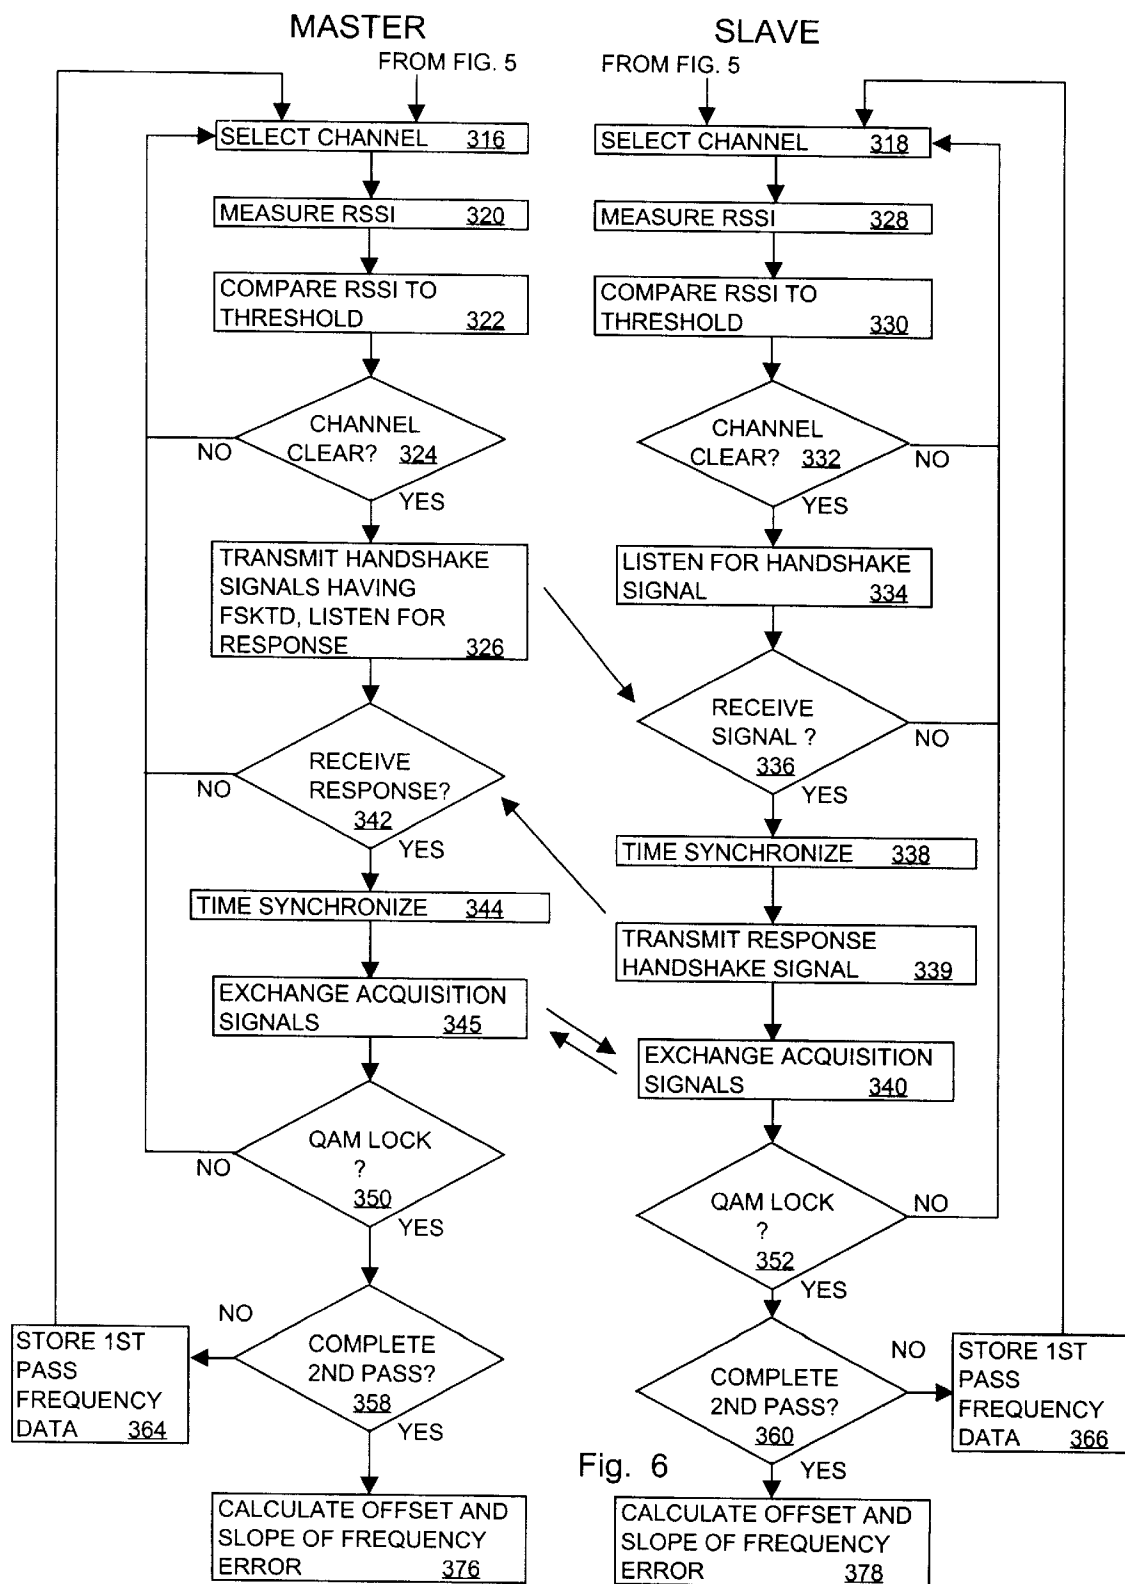 MASTER
FROM FIG. 5
SELECT CHANNEL 316
MEASURE RSSI 320
COMPARE RSSI TO
THRESHOLD 322
CHANNEL
CLEAR? 324
NO
YES
TRANSMIT HANDSHAKE
SIGNALS HAVING
FSKTD, LISTEN FOR
RESPONSE 326
RECEIVE
RESPONSE?
342
NO
YES
TIME SYNCHRONIZE 344
EXCHANGE ACQUISITION
SIGNALS 345
QAM LOCK
?
350
NO
YES
COMPLETE
2ND PASS?
358
NO
YES
STORE 1ST
PASS
FREQUENCY
DATA 364
CALCULATE OFFSET AND
SLOPE OF FREQUENCY
ERROR 376
SLAVE
FROM FIG. 5
SELECT CHANNEL 318
MEASURE RSSI 328
COMPARE RSSI TO
THRESHOLD 330
CHANNEL
CLEAR? 332
NO
YES
LISTEN FOR HANDSHAKE
SIGNAL 334
RECEIVE
SIGNAL ?
336
NO
YES
TIME SYNCHRONIZE 338
TRANSMIT RESPONSE
HANDSHAKE SIGNAL 339
EXCHANGE ACQUISITION
SIGNALS 340
QAM LOCK
?
352
NO
YES
COMPLETE
2ND PASS?
360
NO
YES
STORE 1ST
PASS
FREQUENCY
DATA 366
CALCULATE OFFSET AND
SLOPE OF FREQUENCY
ERROR 378
Fig. 6